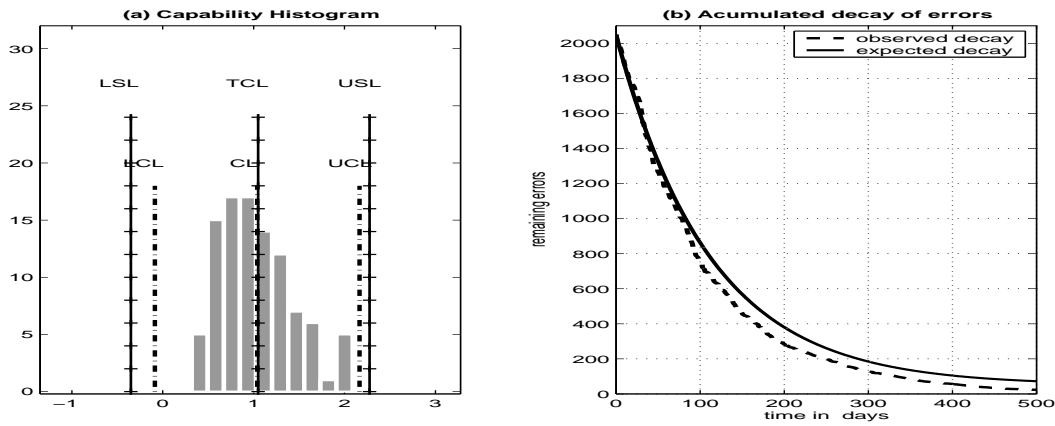 (a) Capability Histogram
30
25
20
15
10
5
0
LSL
TCL
USL
LCL
CL
UCL
−1
0
1
2
3
(b) Acumulated decay of errors
observed decay
expected decay
remaining errors
2000
1800
1600
1400
1200
1000
800
600
400
200
0
0
100
200
300
400
500
time in days